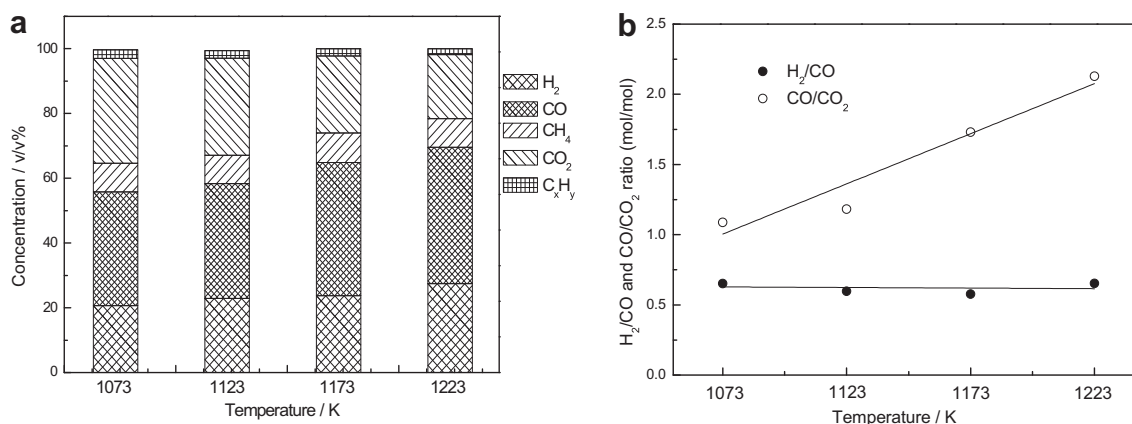 a
100
80
60
40
20
0
Concentration / v/v%
1073 1123 1173 1223
Temperature / K
H₂
CO
CH₄
CO₂
CₓHᵧ
b
2.5
2.0
1.5
1.0
0.5
0.0
H₂/CO and CO/CO₂ ratio (mol/mol)
H₂/CO
CO/CO₂
1073 1123 1173 1223
Temperature / K